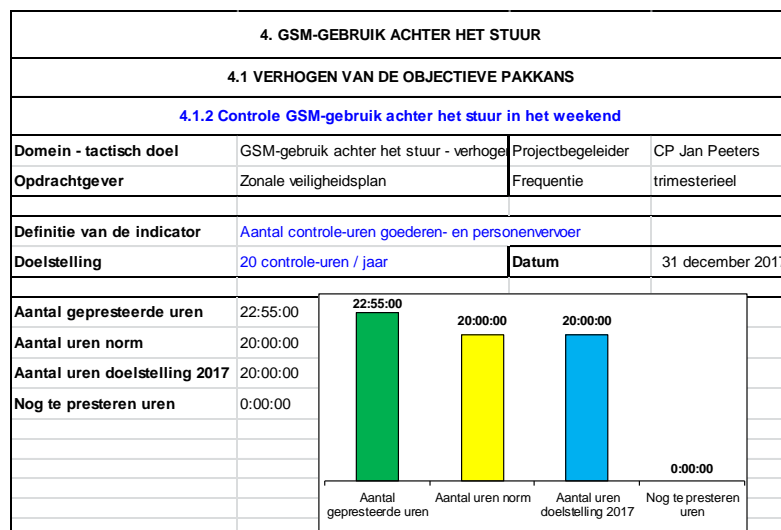 4. GSM-GEBRUIK ACHTER HET STUUR
4.1 VERHOGEN VAN DE OBJECTIEVE PAKKANS
4.1.2 Controle GSM-gebruik achter het stuur in het weekend
Domein - tactisch doel GSM-gebruik achter het stuur - verhogen Projectbegeleider CP Jan Peeters
Opdrachtgever Zonale veiligheidsplan Frequentie trimesterieel
Definitie van de indicator Aantal controle-uren goederen- en personenvervoer
Doelstelling 20 controle-uren / jaar Datum 31 december 2017
Aantal gepresteerde uren 22:55:00
Aantal uren norm 20:00:00
Aantal uren doelstelling 2017 20:00:00
Nog te presteren uren 0:00:00
22:55:00
20:00:00 20:00:00
0:00:00
Aantal Aantal uren norm Aantal uren Nog te presteren
gepresteerde uren doelstelling 2017 uren